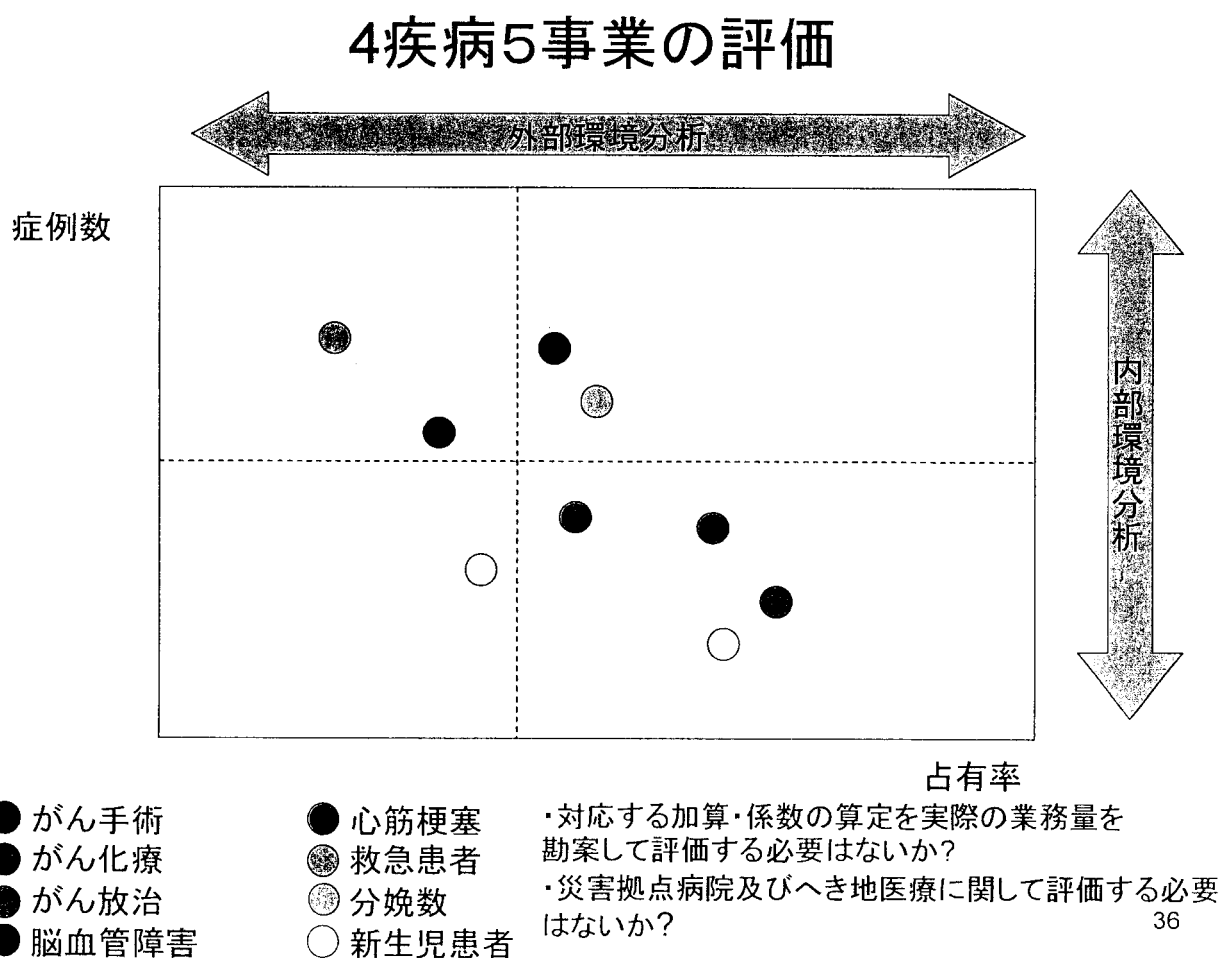 4疾病5事業の評価
外部環境分析
症例数
内部環境分析
占有率
がん手術
がん化療
がん放治
脳血管障害
心筋梗塞
救急患者
分娩数
新生児患者
・対応する加算・係数の算定を実際の業務量を
勘案して評価する必要はないか?
・災害拠点病院及びへき地医療に関して評価する必要
はないか?
36